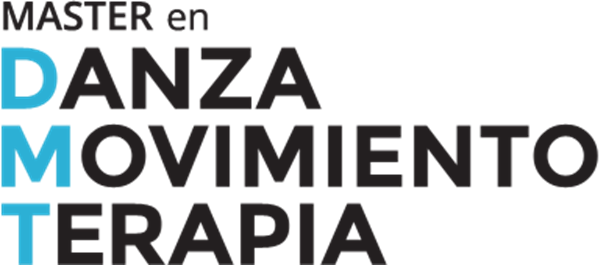 MASTER en
DANZA
MOVIMIENTO
TERAPIA